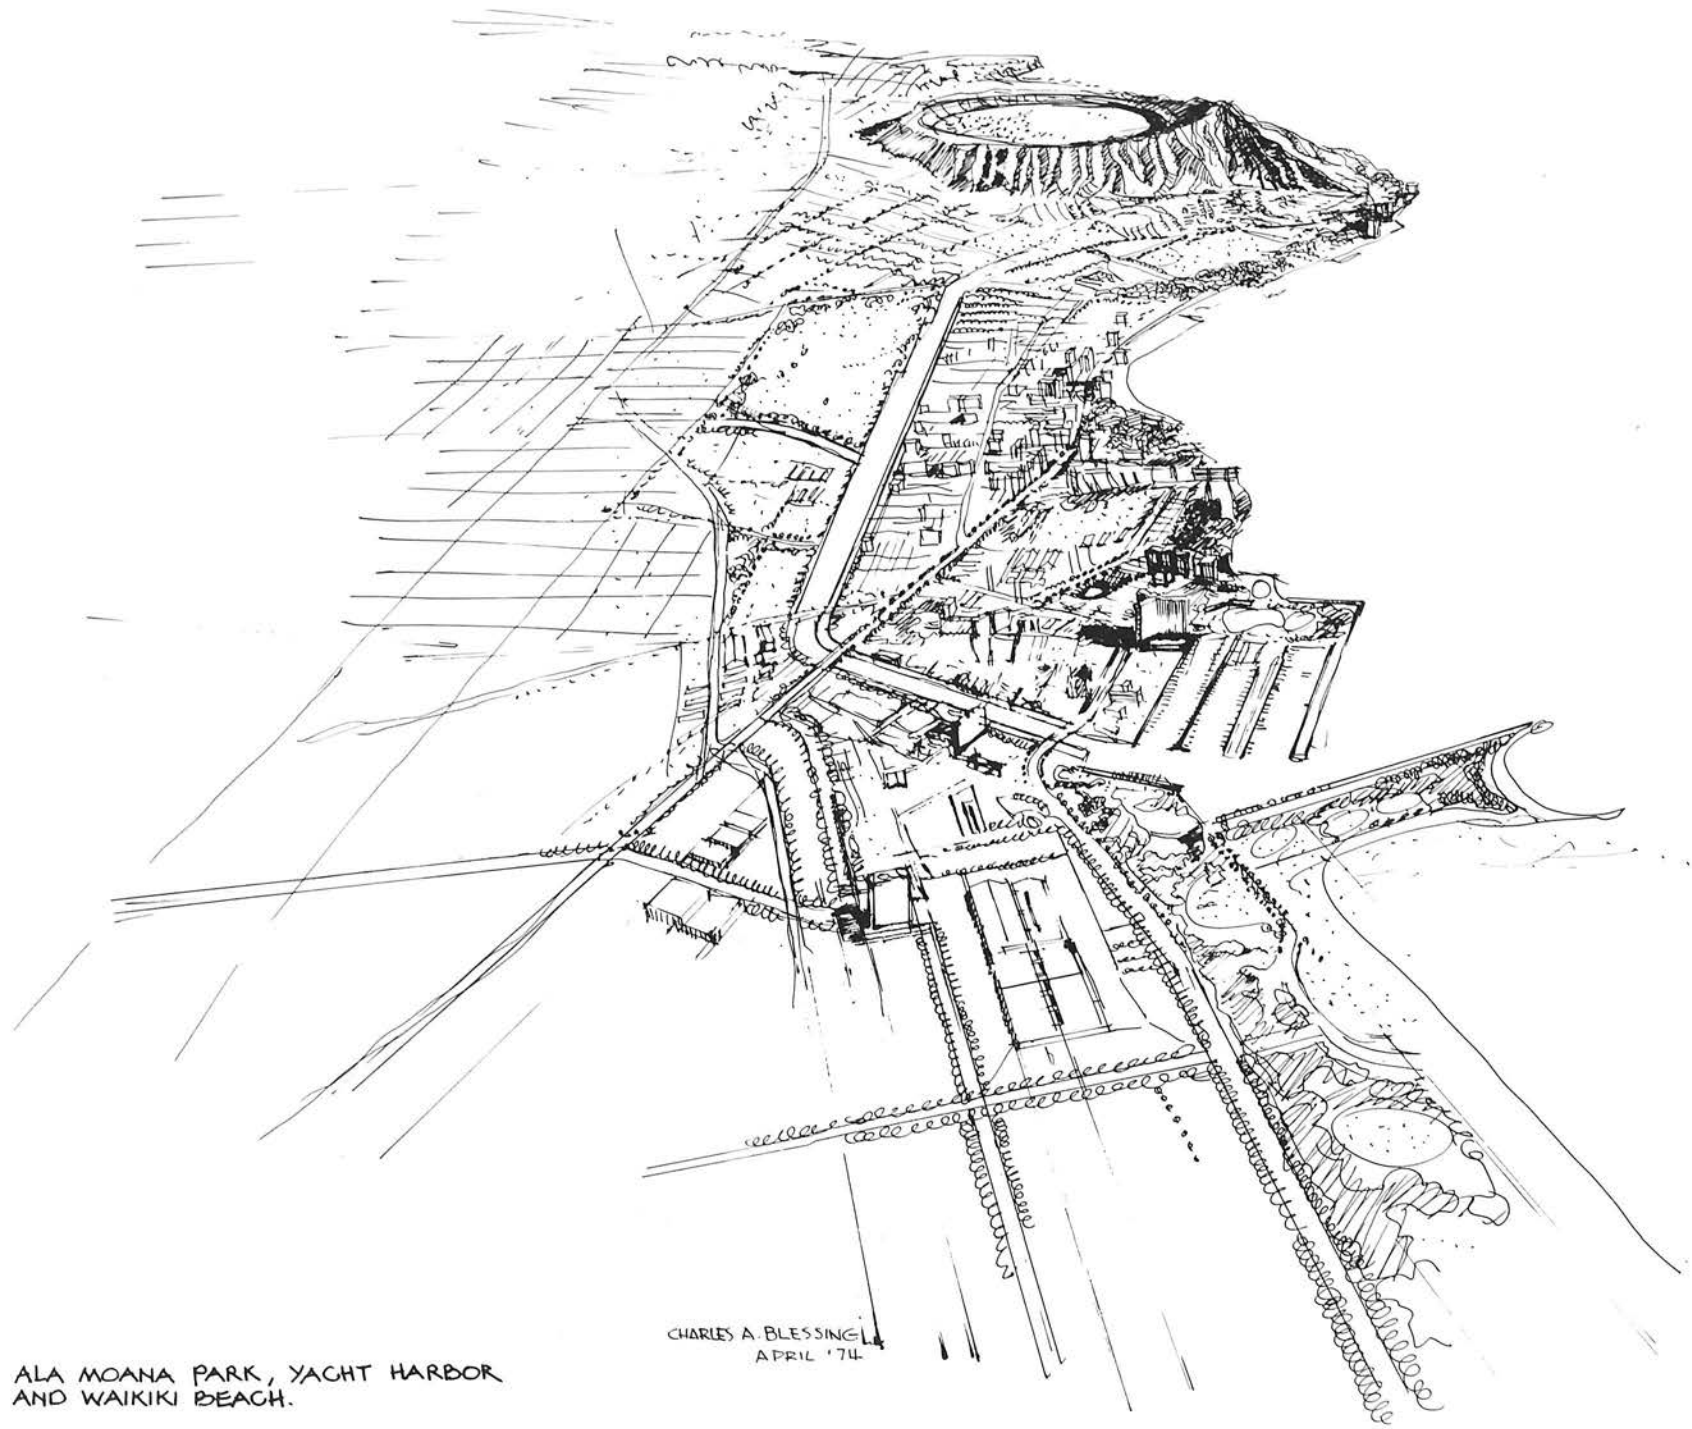 CHARLES A. BLESSING
APRIL '74
ALA MOANA PARK, YACHT HARBOR
AND WAIKIKI BEACH.